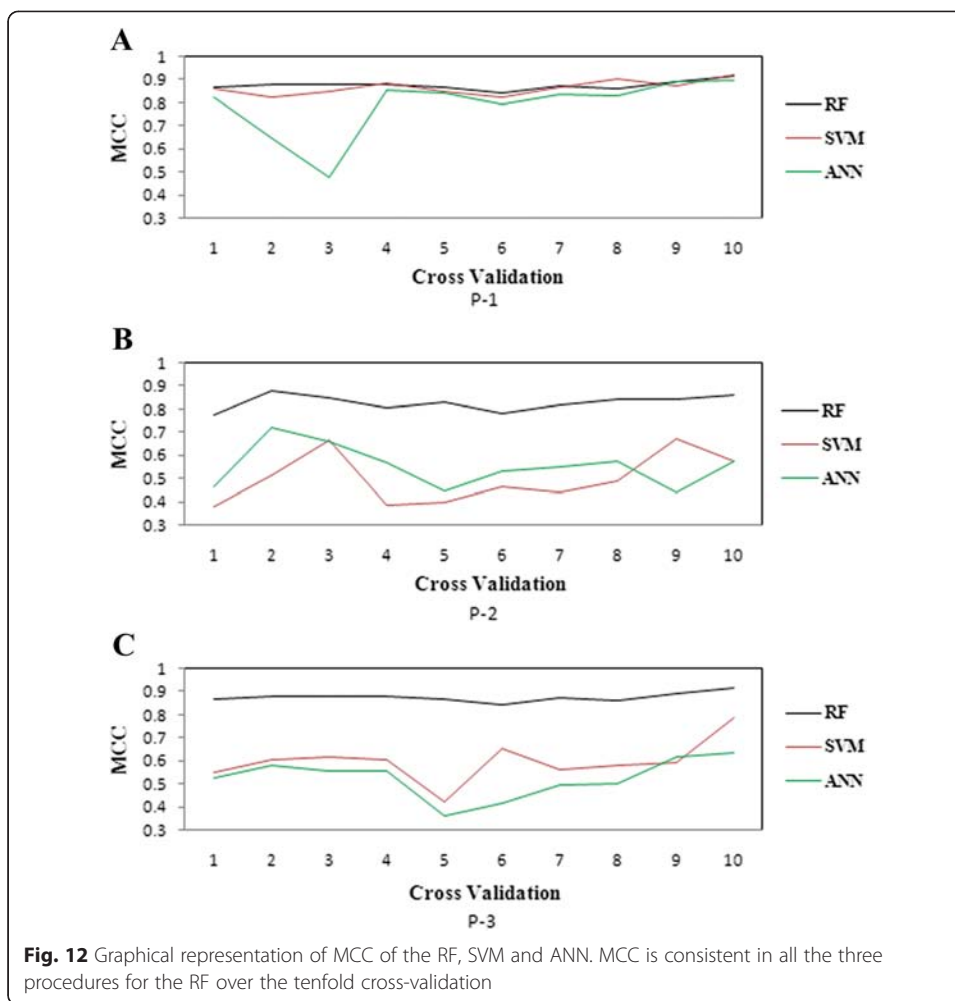 A
1
0.9
0.8
0.7
0.6
0.5
0.4
0.3
MCC
1 2 3 4 5 6 7 8 9 10
Cross Validation
P-1
RF
SVM
ANN
B
1
0.9
0.8
0.7
0.6
0.5
0.4
0.3
MCC
1 2 3 4 5 6 7 8 9 10
Cross Validation
P-2
RF
SVM
ANN
C
1
0.9
0.8
0.7
0.6
0.5
0.4
0.3
MCC
1 2 3 4 5 6 7 8 9 10
Cross Validation
P-3
RF
SVM
ANN
Fig. 12 Graphical representation of MCC of the RF, SVM and ANN. MCC is consistent in all the three
procedures for the RF over the tenfold cross-validation